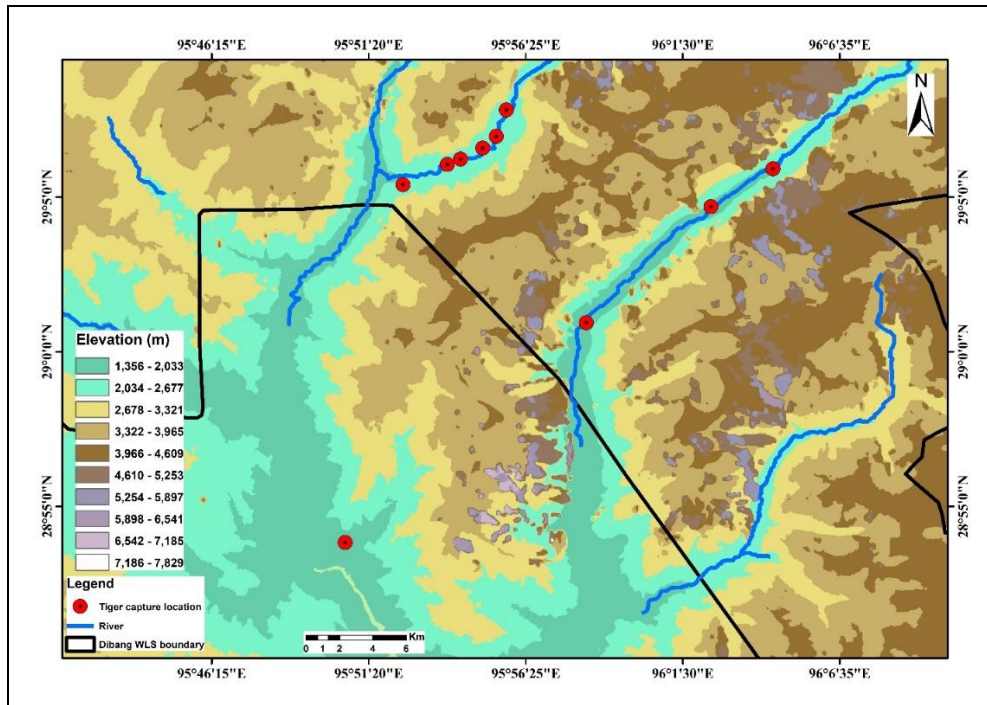 95°46'15"E 95°51'20"E 95°56'25"E 96°1'30"E 96°6'35"E
N
29°5'0"N 29°5'0"N
29°0'0"N 29°0'0"N
28°55'0"N 28°55'0"N
Elevation (m)
1,356 - 2,033
2,034 - 2,677
2,678 - 3,321
3,322 - 3,965
3,966 - 4,609
4,610 - 5,253
5,254 - 5,897
5,898 - 6,541
6,542 - 7,185
7,186 - 7,829
Legend
Tiger capture location
River
Dibang WLS boundary
Km
0 1 2 4 6
95°46'15"E 95°51'20"E 95°56'25"E 96°1'30"E 96°6'35"E